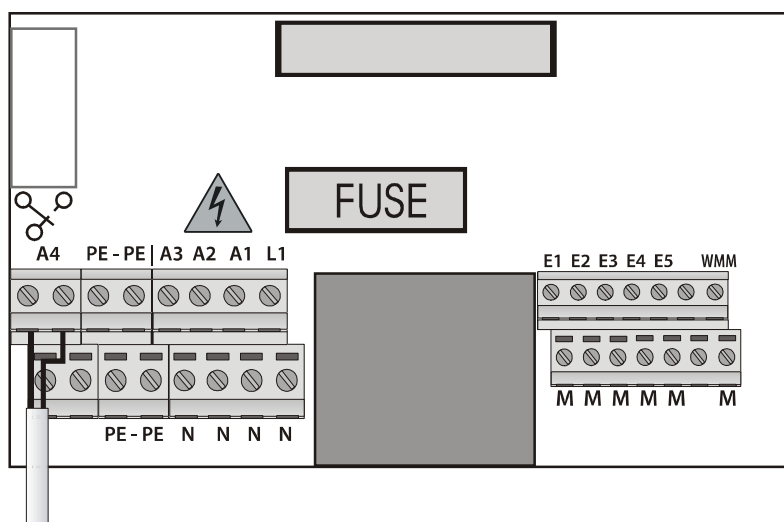 FUSE
A4 PE - PE A3 A2 A1 L1
E1 E2 E3 E4 E5 WMM
M M M M M M
PE - PE N N N N